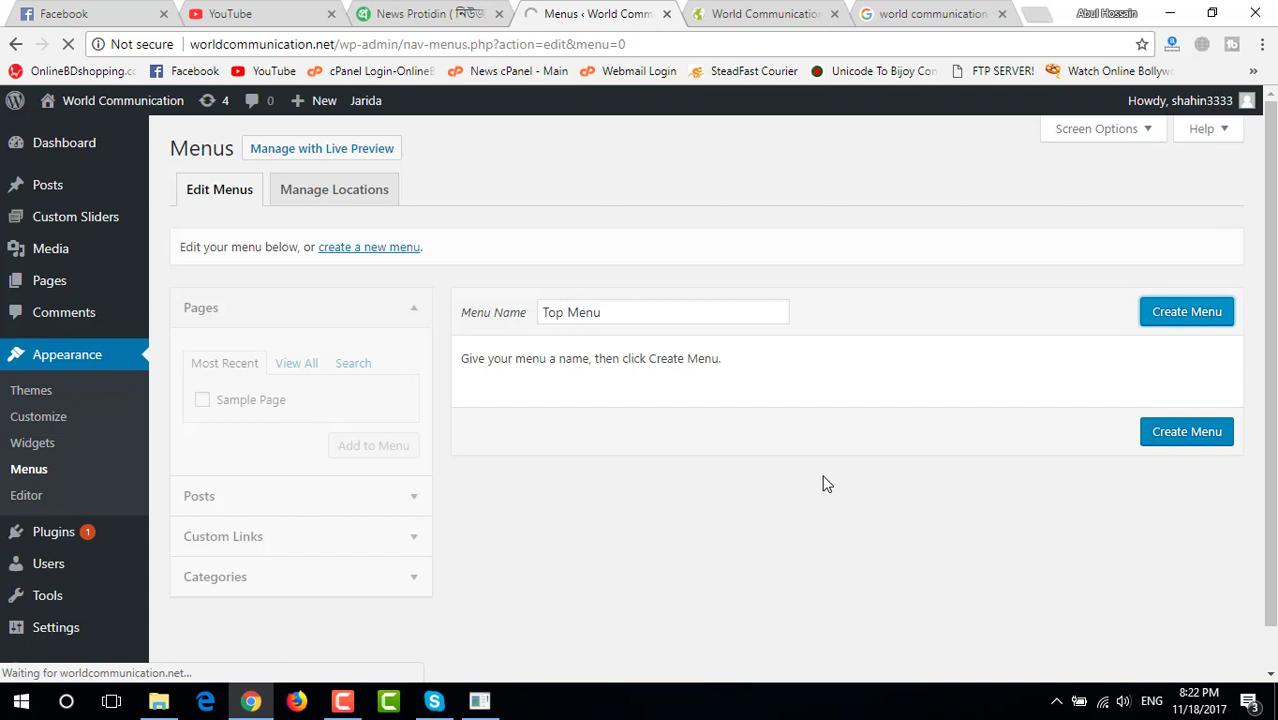 Facebook
YouTube
News Protidin ( নিউজ
Menus ‹ World Comm
World Communication
world communication
Abul Hossain
Not secure
worldcommunication.net/wp-admin/nav-menus.php?action=edit&menu=0
OnlineBDshopping.cc
Facebook
YouTube
cPanel Login-OnlineB
News cPanel - Main
Webmail Login
SteadFast Courier
Unicode To Bijoy Con
FTP SERVER!
Watch Online Bollyw
World Communication
4
0
New
Jarida
Howdy, shahin3333
Screen Options
Help
Menus
Manage with Live Preview
Edit Menus
Manage Locations
Edit your menu below, or create a new menu.
Dashboard
Posts
Custom Sliders
Media
Pages
Comments
Appearance
Themes
Customize
Widgets
Menus
Editor
Plugins 1
Users
Tools
Settings
Pages
Most Recent
View All
Search
Sample Page
Add to Menu
Posts
Custom Links
Categories
Menu Name
Top Menu
Create Menu
Give your menu a name, then click Create Menu.
Create Menu
Waiting for worldcommunication.net...
ENG
8:22 PM
11/18/2017
3